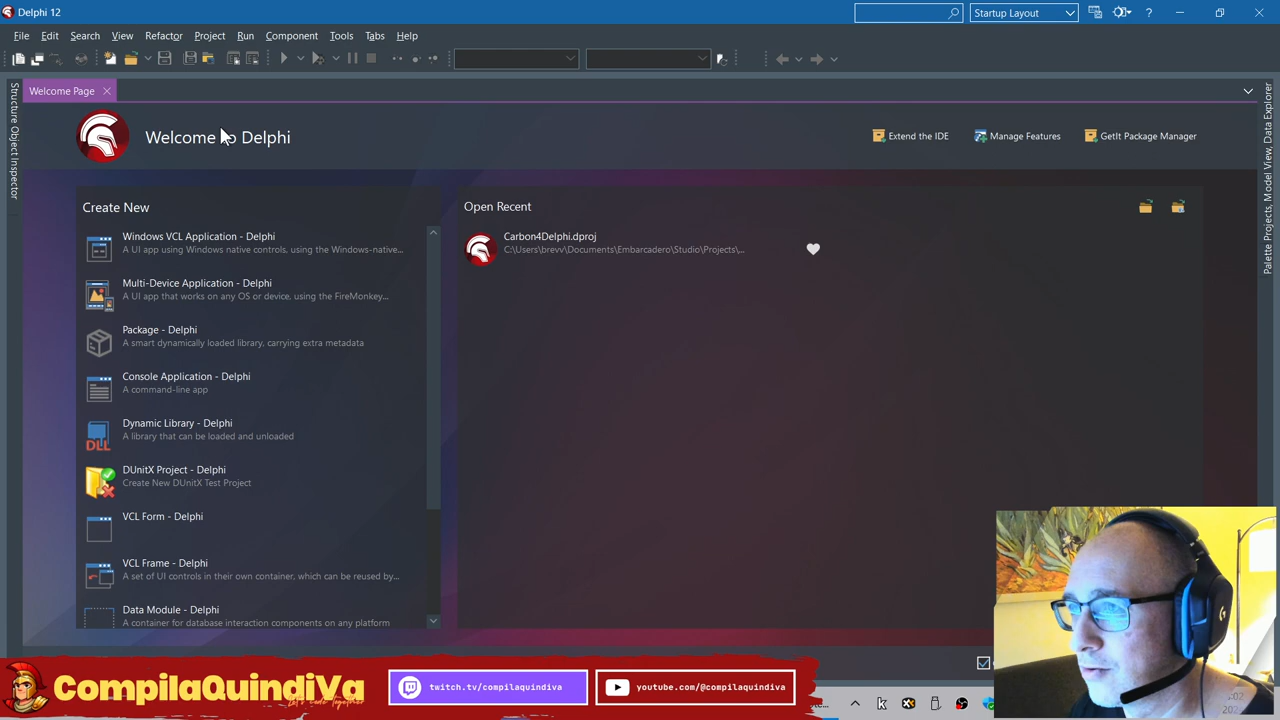 Delphi 12
Startup Layout
?
File Edit Search View Refactor Project Run Component Tools Tabs Help
Welcome Page
Structure Object Inspector
Welcome to Delphi
Extend the IDE
Manage Features
GetIt Package Manager
Palette Projects, Model View, Data Explorer
Create New
Windows VCL Application - Delphi
A UI app using Windows native controls, using the Windows-native...
Multi-Device Application - Delphi
A UI app that works on any OS or device, using the FireMonkey...
Package - Delphi
A smart dynamically loaded library, carrying extra metadata
Console Application - Delphi
A command-line app
Dynamic Library - Delphi
A library that can be loaded and unloaded
DLL
DUnitX Project - Delphi
Create New DUnitX Test Project
VCL Form - Delphi
VCL Frame - Delphi
A set of UI controls in their own container, which can be reused by...
Data Module - Delphi
A container for database interaction components on any platform
Open Recent
Carbon4Delphi.dproj
C:\Users\brevv\Documents\Embarcadero\Studio\Projects\...
CompilaQuindiVa
Let's Code Together
twitch.tv/compilaquindiva
youtube.com/@compilaquindiva